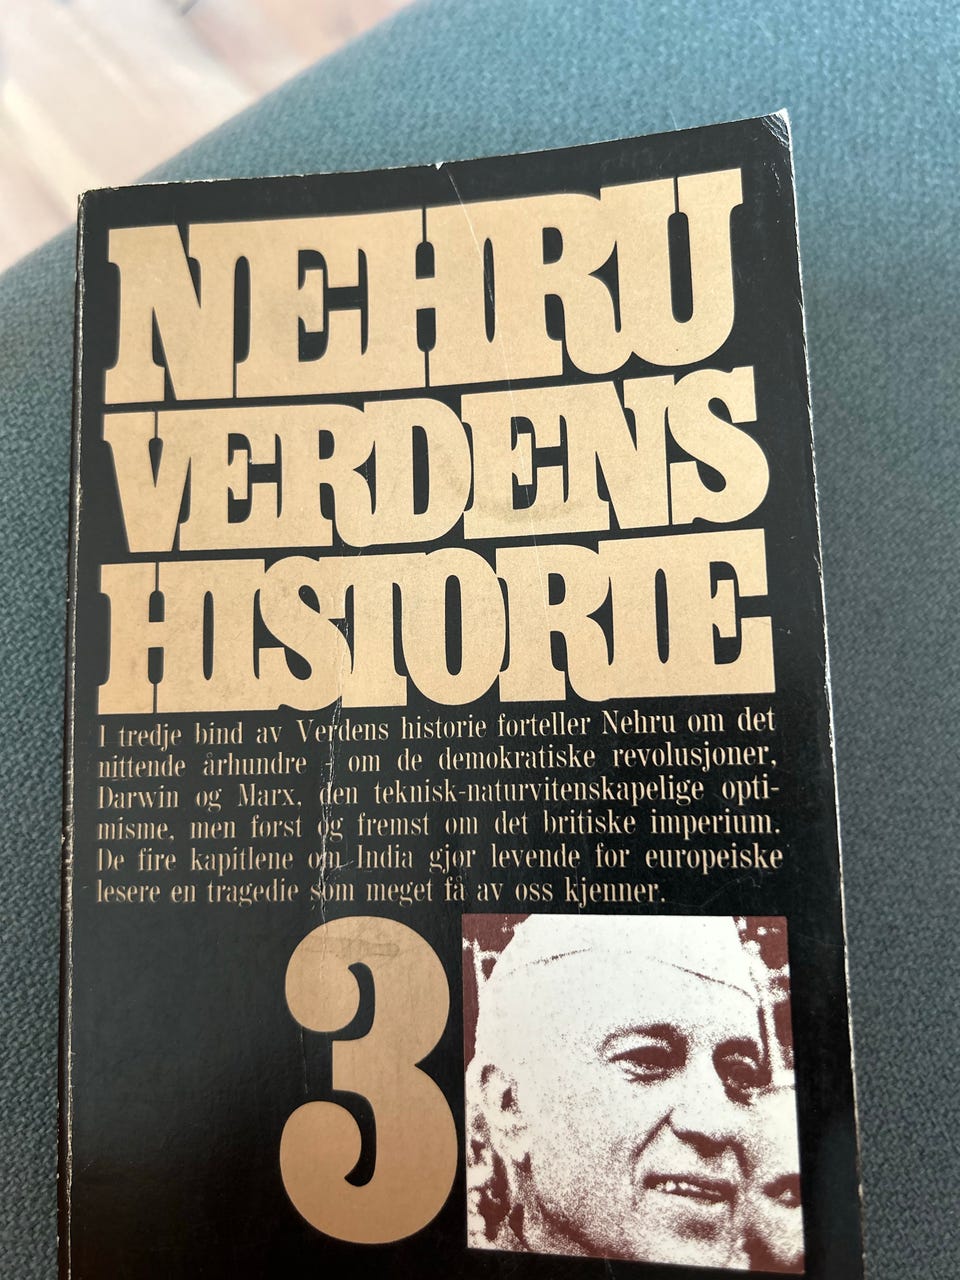 NEHRU
VERDENS
HISTORIE
I tredje bind av Verdens historie forteller Nehru om det
nittende århundre - om de demokratiske revolusjoner,
Darwin og Marx, den teknisk-naturvitenskapelige opti-
misme, men først og fremst om det britiske imperium.
De fire kapitlene om India gjør levende for europeiske
lesere en tragedie som meget få av oss kjenner.
3